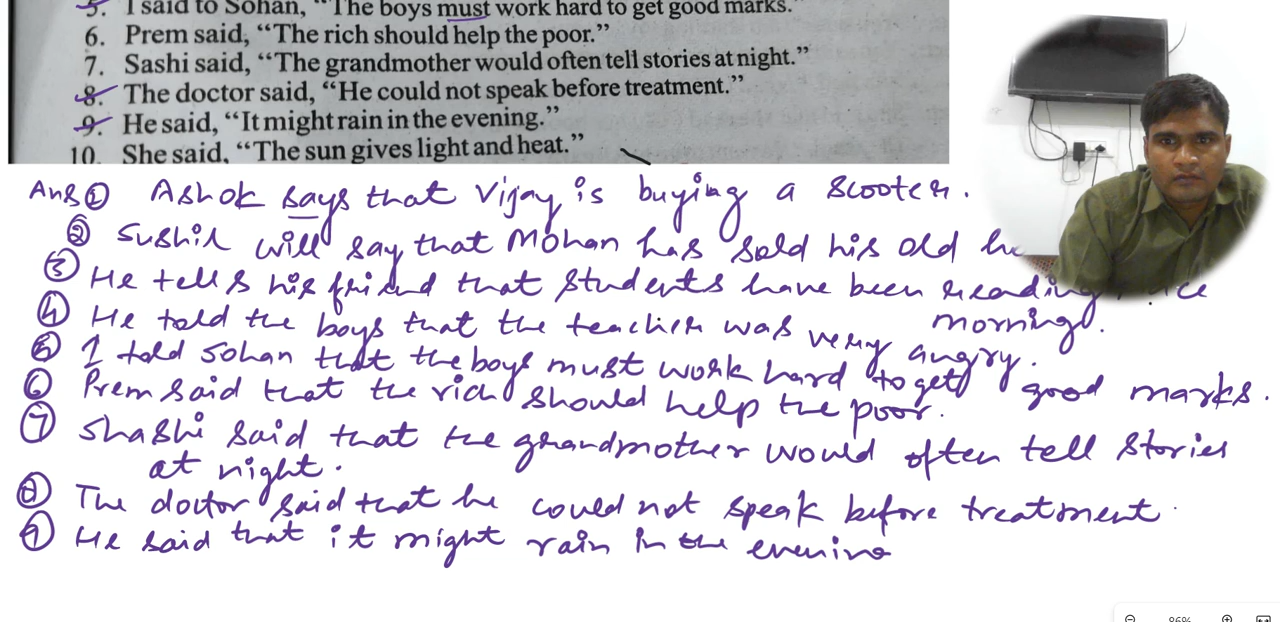 5. I said to Sohan, "The boys must work hard to get good marks."
6. Prem said, “The rich should help the poor.”
7. Sashi said, “The grandmother would often tell stories at night.”
8. The doctor said, “He could not speak before treatment.”
9. He said, “It might rain in the evening.”
10. She said, “The sun gives light and heat.”
Ans ① Ashok says that Vijay is buying a scooter.
② Sushil will say that Mohan has sold his old
③ He tells his friend that students have been reading
morning.
④ He told the boys that the teacher was very angry.
⑤ I told Sohan that the boys must work hard to get good marks.
⑥ Prem said that the rich should help the poor.
⑦ Shashi said that the grandmother would often tell stories
at night.
⑧ The doctor said that he could not speak before treatment.
⑨ He said that it might rain in the evening
86%